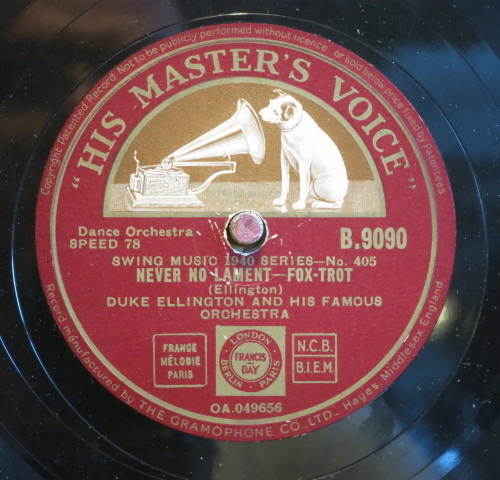 Copyright Patented Record Not to be publicly performed without licence or sold below price fixed by patentees.
"HIS MASTER'S VOICE"
TRADE MARK
Dance Orchestra
SPEED 78
B.9090
SWING MUSIC 1940 SERIES—No. 405
NEVER NO LAMENT—FOX-TROT
(Ellington)
DUKE ELLINGTON AND HIS FAMOUS
ORCHESTRA
FRANCE
MÉLODIE
PARIS
LONDON
FRANCIS
& DAY
BERLIN - PARIS
N.C.B.
B.I.E.M.
OA.049656
Record manufactured by THE GRAMOPHONE CO., LTD., Hayes, Middlesex, England